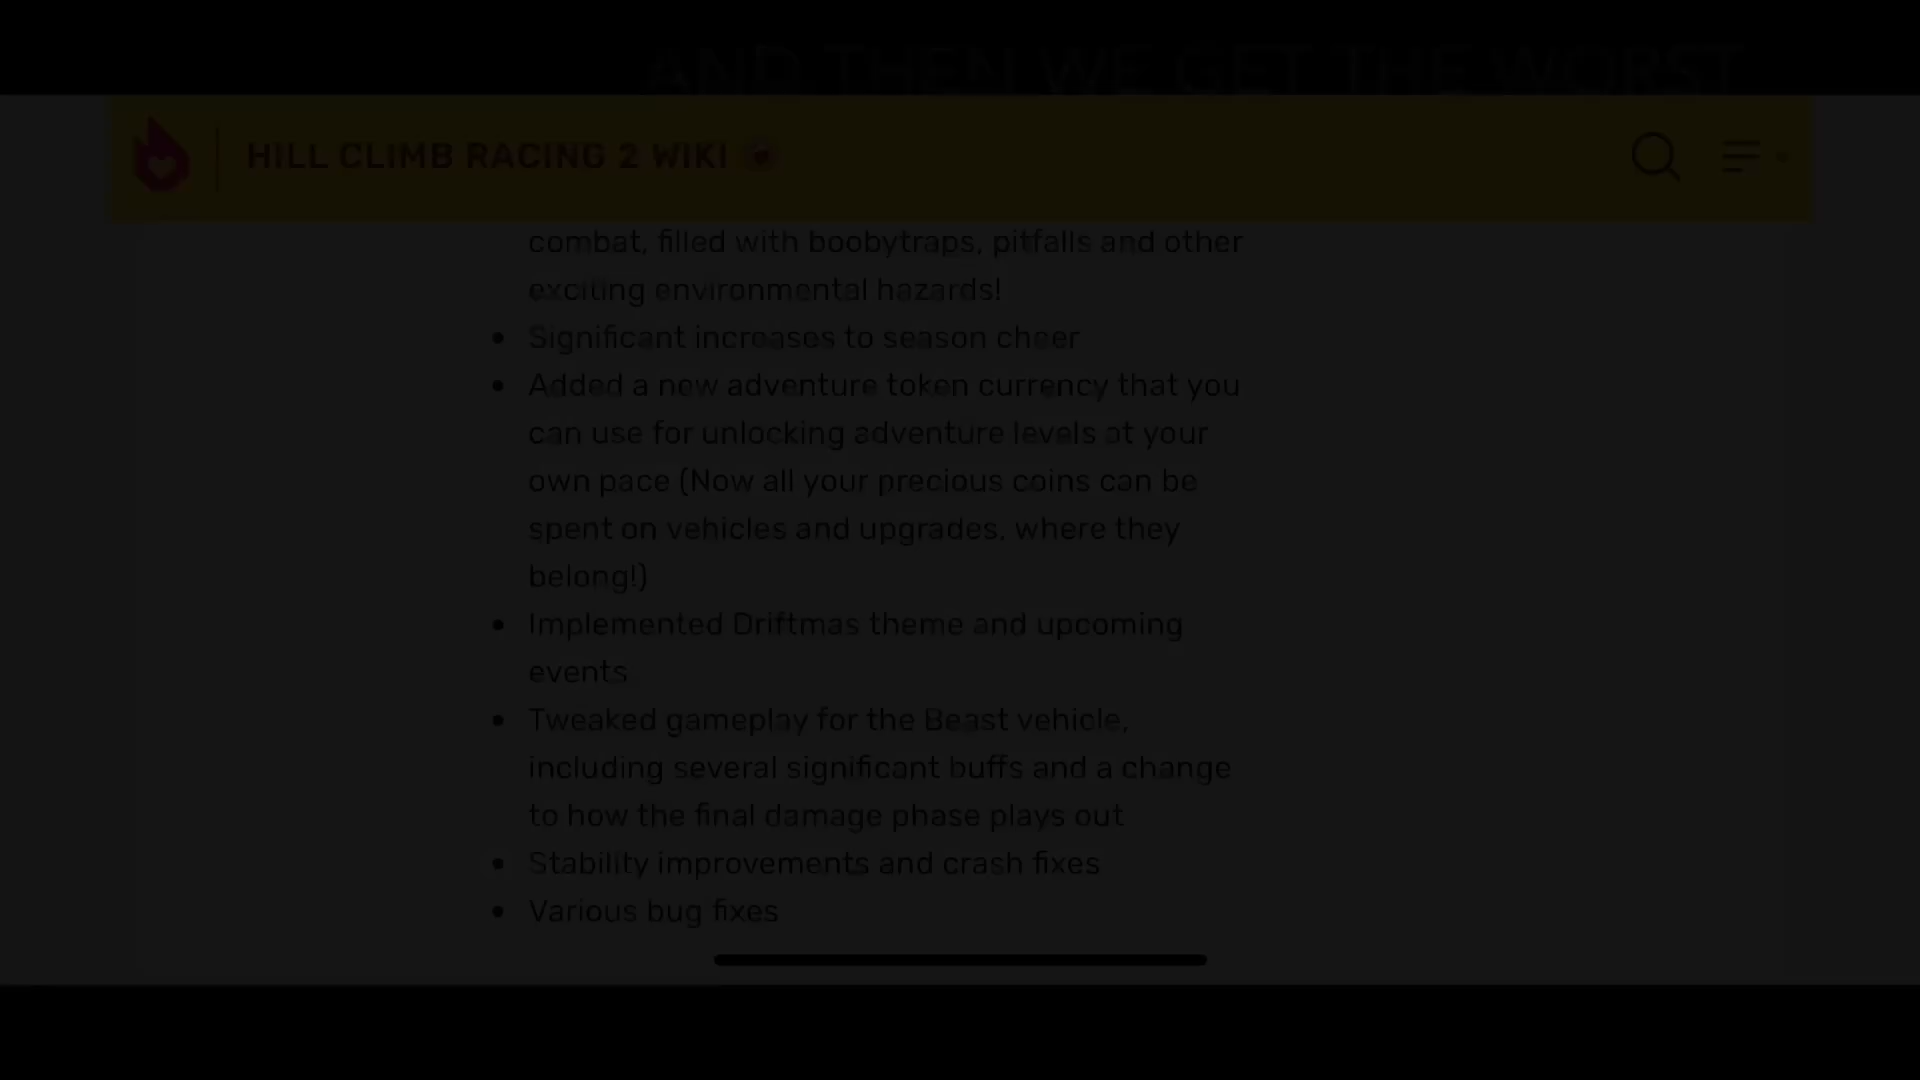 AND THEN WE GET THE WORST
HILL CLIMB RACING 2 WIKI
combat, filled with boobytraps, pitfalls and other
exciting environmental hazards!
• Significant increases to season cheer
• Added a new adventure token currency that you
can use for unlocking adventure levels at your
own pace (Now all your precious coins can be
spent on vehicles and upgrades, where they
belong!)
• Implemented Driftmas theme and upcoming
events
• Tweaked gameplay for the Beast vehicle,
including several significant buffs and a change
to how the final damage phase plays out
• Stability improvements and crash fixes
• Various bug fixes